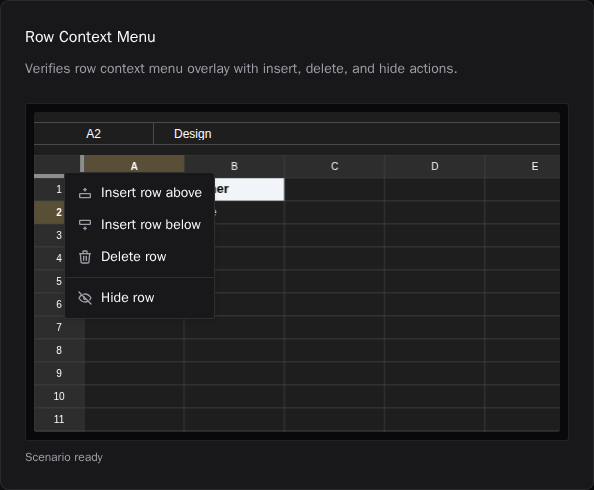 Row Context Menu
Verifies row context menu overlay with insert, delete, and hide actions.
A2 Design
A B C D E
1
Insert row above
2
Insert row below
3
4 Delete row
5
6 Hide row
7
8
9
10
11
Scenario ready